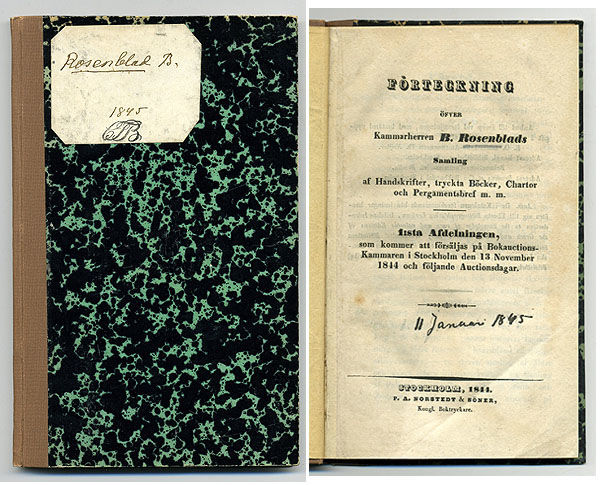 Rosenblad B.
1845
FÖRTECKNING
ÖFVER
Kammarherren B. Rosenblads
Samling
af Handskrifter, tryckta Böcker, Chartor
och Pergamentsbref m. m.
1:sta Afdelningen,
som kommer att försäljas på Bokauctions-
Kammaren i Stockholm den 13 November
1844 och följande Auctionsdagar.
11 Januari 1845
STOCKHOLM, 1844.
P. A. NORSTEDT & SÖNER,
Kongl. Boktryckare.